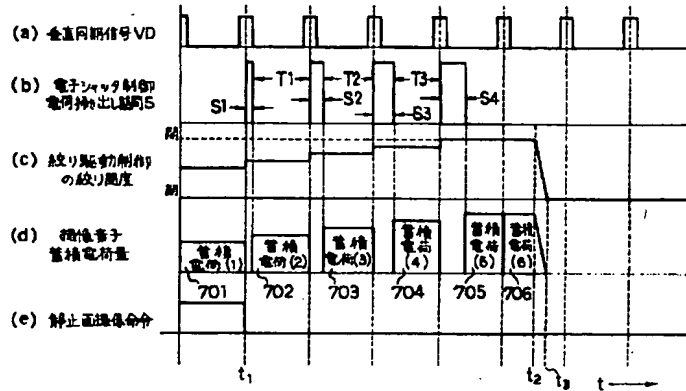 (a) 垂直同期信号VD
(b) 電子シャッタ制御
電荷掃き出し期間S
T1 T2 T3
S1 S2 S3 S4
開
(c) 絞り駆動制御
の絞り開度
閉
(d) 撮像素子
蓄積電荷量
蓄積
電荷(1)
蓄積
電荷(2)
蓄積
電荷(3)
蓄積
電荷
(4)
蓄積
電荷
(5)
蓄積
電荷
(6)
701 702 703 704 705 706
(e) 静止画撮像命令
t1 t2 t3 t